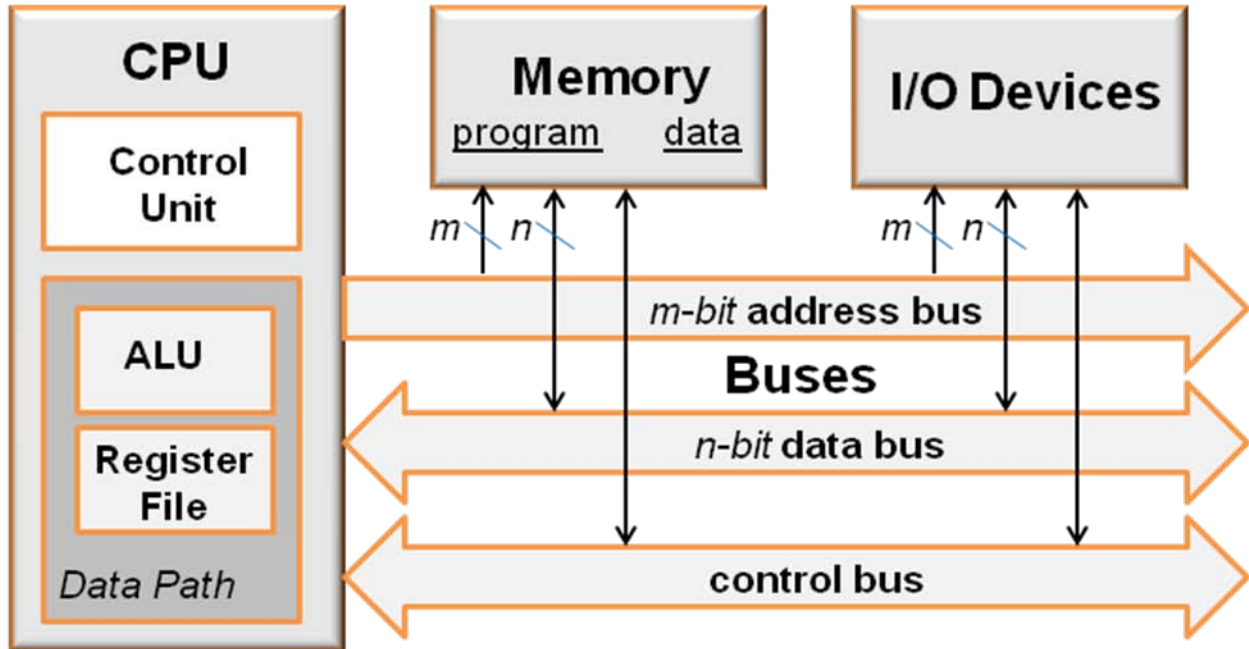 CPU
Control
Unit
ALU
Register
File
Data Path
Memory
program data
I/O Devices
m n
m n
m-bit address bus
Buses
n-bit data bus
control bus